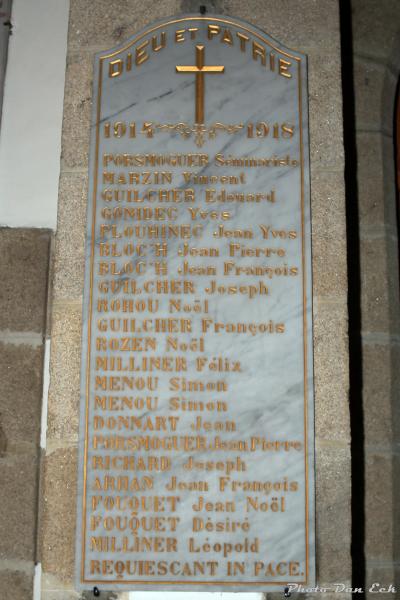 DIEU ET PATRIE
1914 1918
PORSMOGUER Séminariste
MARZIN Vincent
GUILCHER Edouard
GONIDEC Yves
PLOUHINEC Jean Yves
BLOC'H Jean Pierre
BLOC'H Jean François
GUILCHER Joseph
ROHOU Noël
GUILCHER François
ROZEN Noël
MILLINER Félix
MENOU Simon
MENOU Simon
DONNART Jean
PORSMOGUER Jean Pierre
RICHARD Joseph
ARHAN Jean François
FOUQUET Jean Noël
FOUQUET Désiré
MILLINER Léopold
REQUIESCANT IN PACE.
Photo Dan Eck